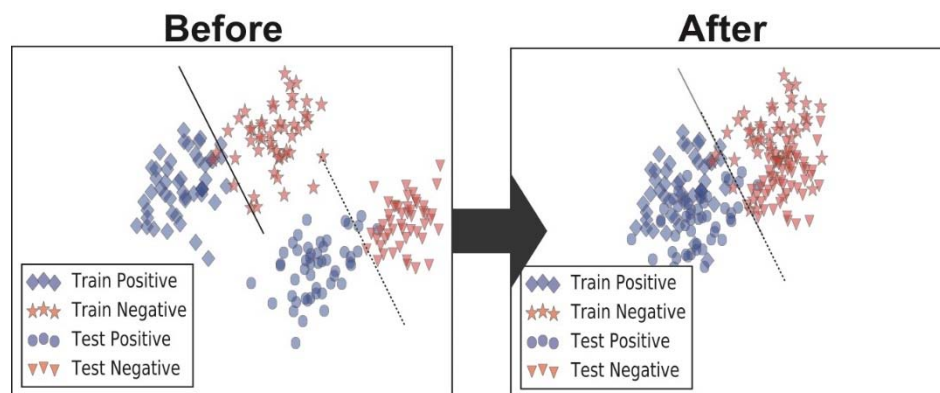 Before
Train Positive
Train Negative
Test Positive
Test Negative
After
Train Positive
Train Negative
Test Positive
Test Negative